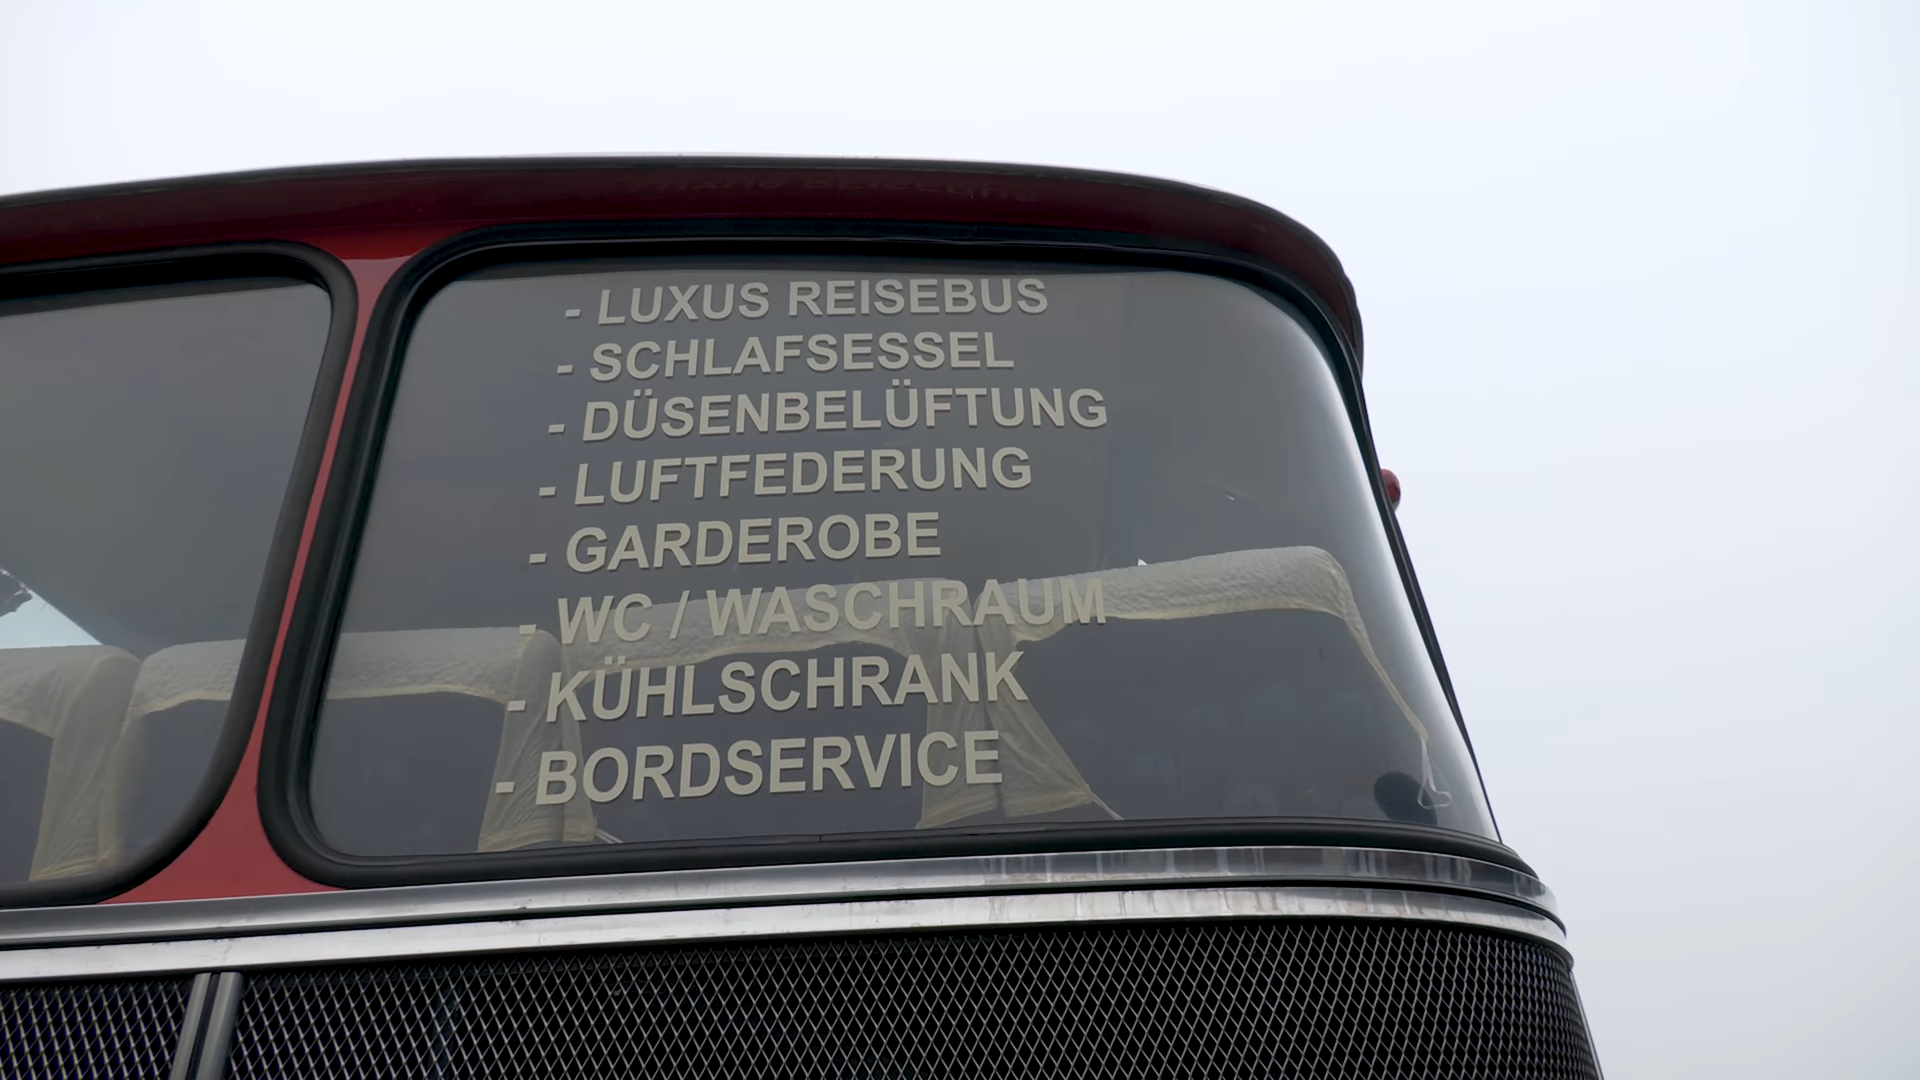 - LUXUS REISEBUS
- SCHLAFSESSEL
- DÜSENBELÜFTUNG
- LUFTFEDERUNG
- GARDEROBE
- WC / WASCHRAUM
- KÜHLSCHRANK
- BORDSERVICE